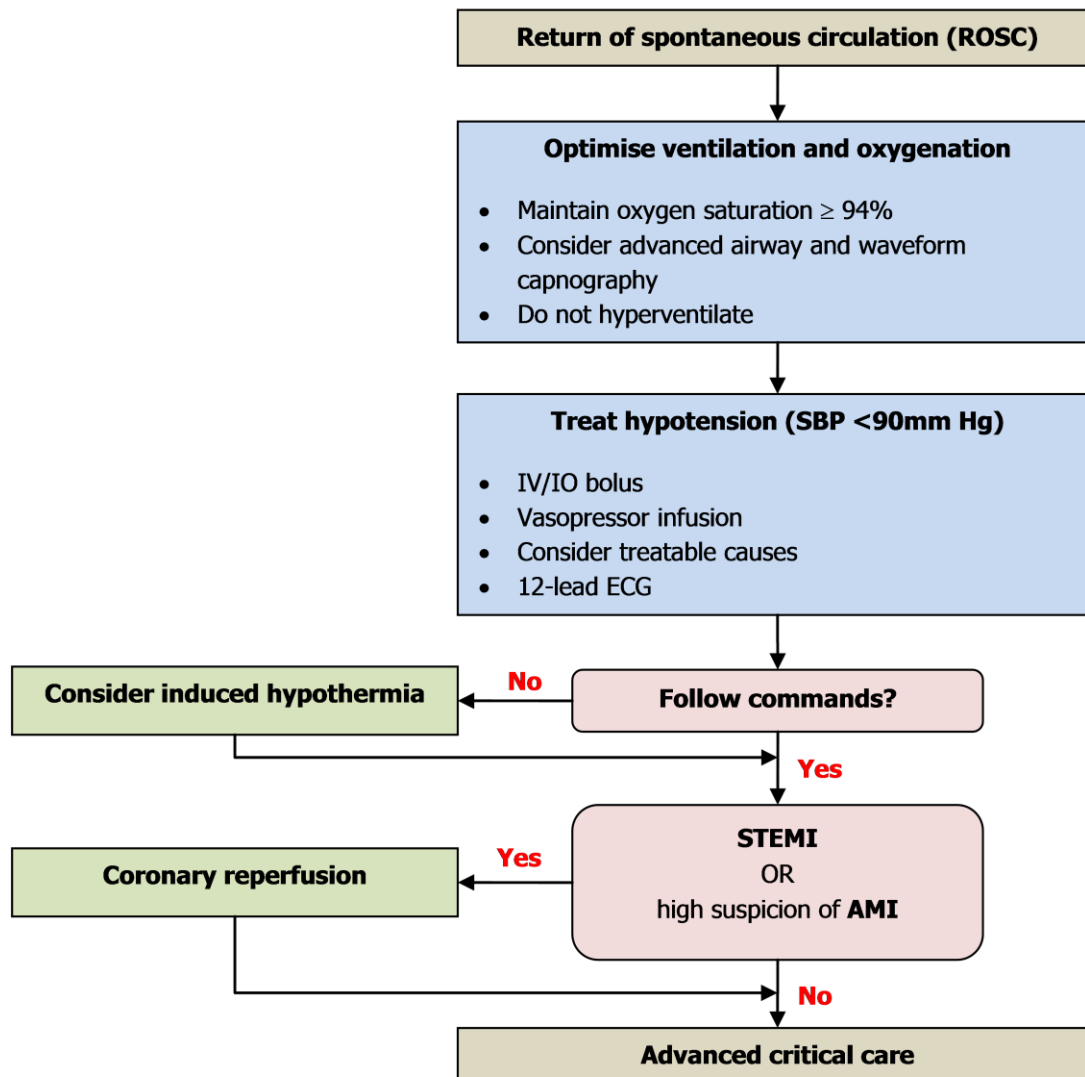 Return of spontaneous circulation (ROSC)
Optimise ventilation and oxygenation
• Maintain oxygen saturation ≥ 94%
• Consider advanced airway and waveform
capnography
• Do not hyperventilate
Treat hypotension (SBP <90mm Hg)
• IV/IO bolus
• Vasopressor infusion
• Consider treatable causes
• 12-lead ECG
Consider induced hypothermia
No
Follow commands?
Yes
STEMI
OR
high suspicion of AMI
Yes
Coronary reperfusion
No
Advanced critical care